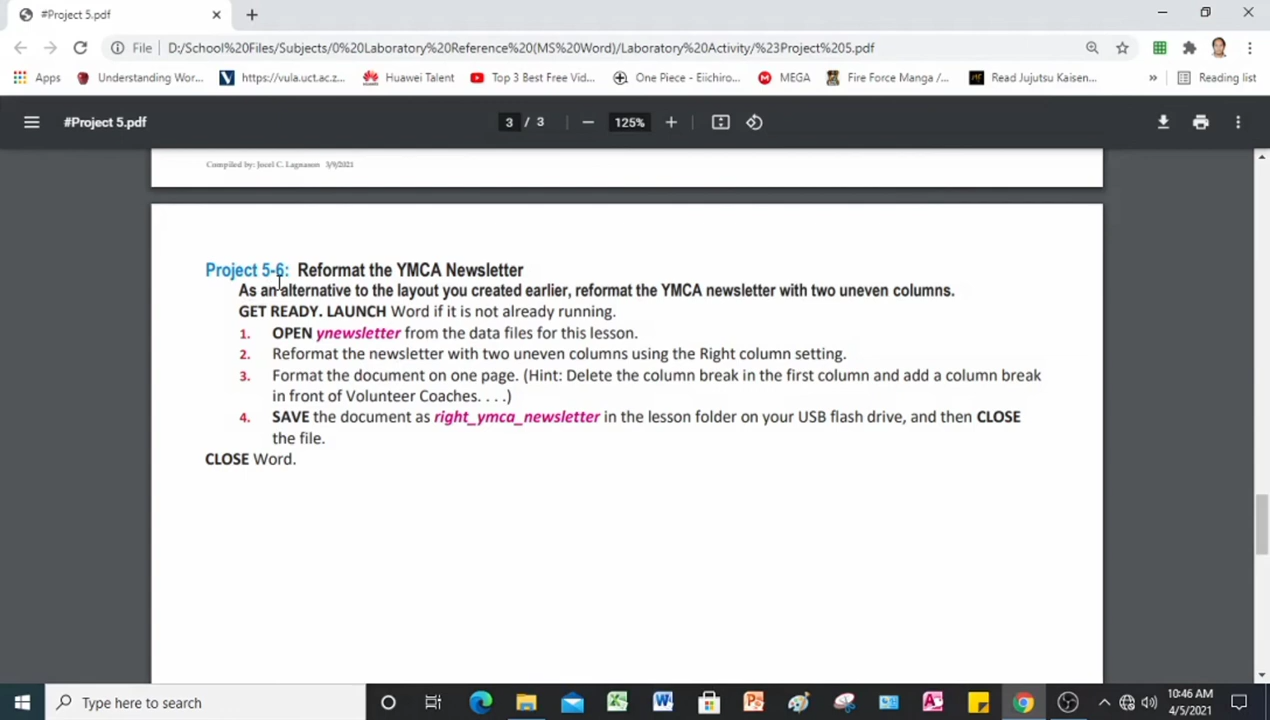 #Project 5.pdf
File D:/School%20Files/Subjects/0%20Laboratory%20Reference%20(MS%20Word)/Laboratory%20Activity/%23Project%205.pdf
Apps Understanding Wor... https://vula.uct.ac.z... Huawei Talent Top 3 Best Free Vid... One Piece - Eiichiro... MEGA Fire Force Manga /... Read Jujutsu Kaisen... » Reading list
#Project 5.pdf 3 / 3 125%
Compiled by: Jocel C. Lagnason 3/9/2021
Project 5-6: Reformat the YMCA Newsletter
As an alternative to the layout you created earlier, reformat the YMCA newsletter with two uneven columns.
GET READY. LAUNCH Word if it is not already running.
1. OPEN ynewsletter from the data files for this lesson.
2. Reformat the newsletter with two uneven columns using the Right column setting.
3. Format the document on one page. (Hint: Delete the column break in the first column and add a column break
in front of Volunteer Coaches. . . .)
4. SAVE the document as right_ymca_newsletter in the lesson folder on your USB flash drive, and then CLOSE
the file.
CLOSE Word.
Type here to search
10:46 AM
4/5/2021